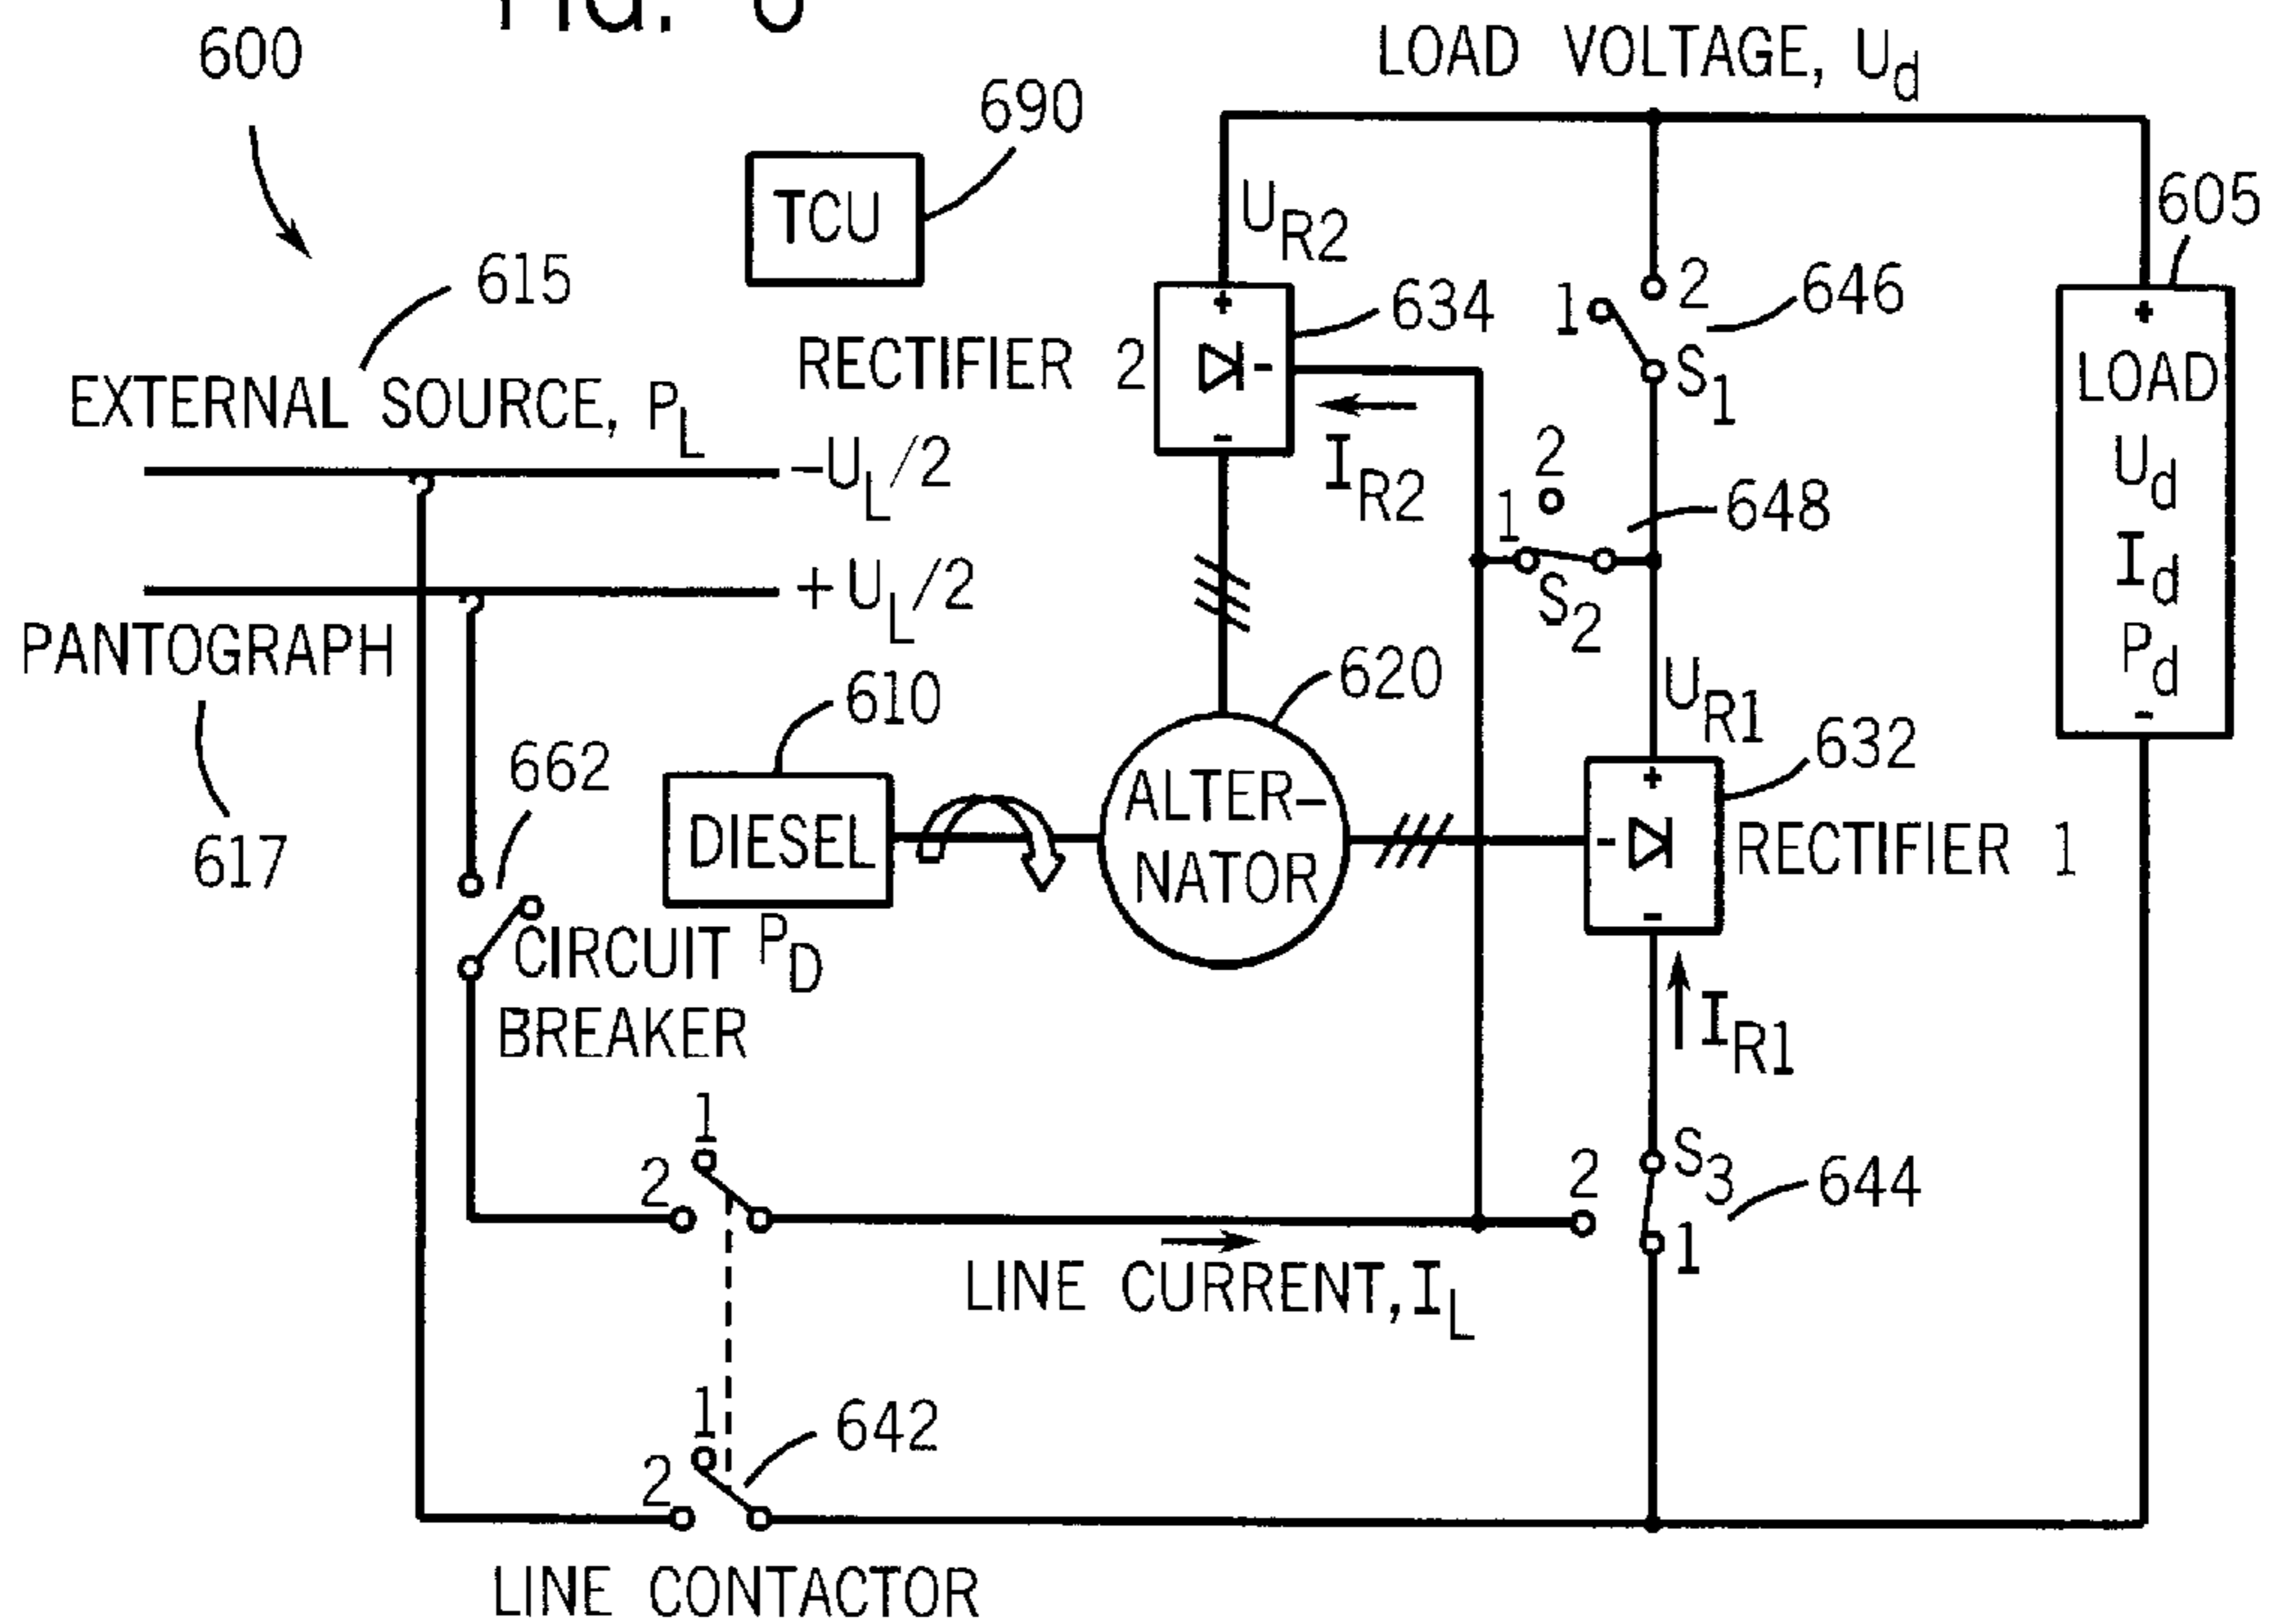 FIG. 6
600
LOAD VOLTAGE, Ud
690
TCU
UR2
605
615
634
2
1
646
S1
RECTIFIER 2
+
-
-
+
LOAD
Ud
Id
Pd
-
EXTERNAL SOURCE, PL
-UL/2
IR2
2
1
648
S2
+UL/2
PANTOGRAPH
617
610
620
UR1
632
662
DIESEL
PD
ALTER-
NATOR
+
-
-
RECTIFIER 1
CIRCUIT
BREAKER
IR1
1
2
2
S3
1
644
LINE CURRENT, IL
1
2
642
LINE CONTACTOR